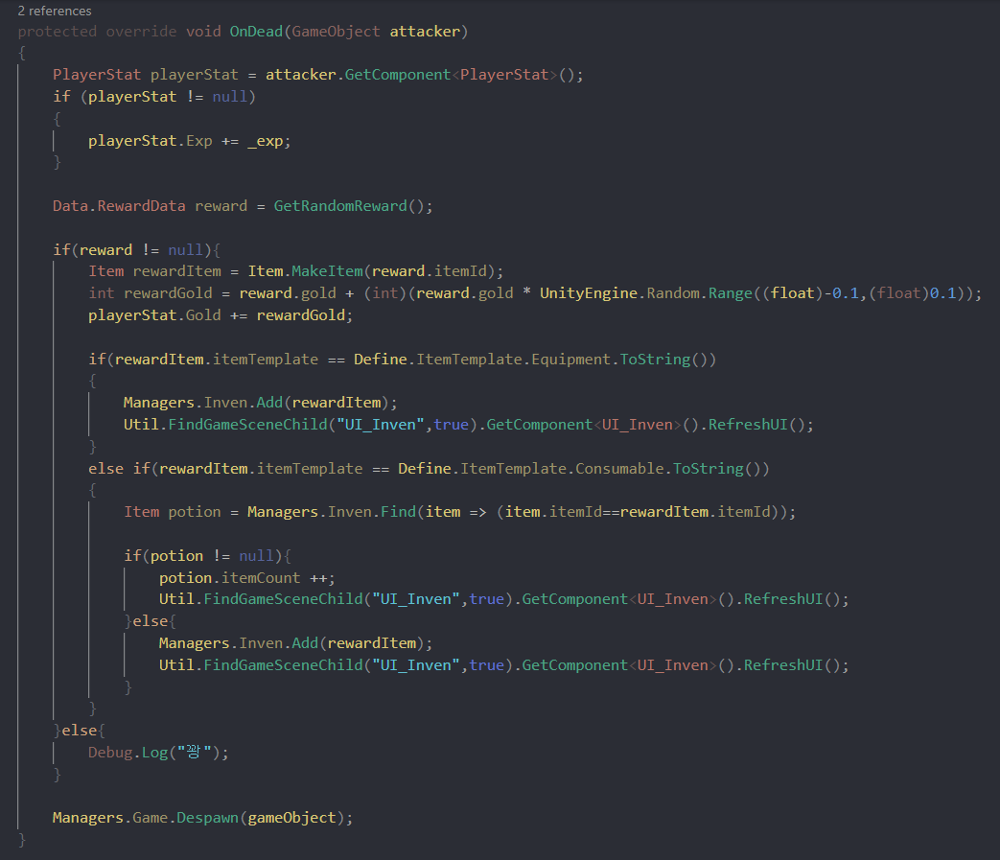 2 references
protected override void OnDead(GameObject attacker)
{
    PlayerStat playerStat = attacker.GetComponent<PlayerStat>();
    if (playerStat != null)
    {
        playerStat.Exp += _exp;
    }

    Data.RewardData reward = GetRandomReward();

    if(reward != null){
        Item rewardItem = Item.MakeItem(reward.itemId);
        int rewardGold = reward.gold + (int)(reward.gold * UnityEngine.Random.Range((float)-0.1,(float)0.1));
        playerStat.Gold += rewardGold;

        if(rewardItem.itemTemplate == Define.ItemTemplate.Equipment.ToString())
        {
            Managers.Inven.Add(rewardItem);
            Util.FindGameSceneChild("UI_Inven",true).GetComponent<UI_Inven>().RefreshUI();
        }
        else if(rewardItem.itemTemplate == Define.ItemTemplate.Consumable.ToString())
        {
            Item potion = Managers.Inven.Find(item => (item.itemId==rewardItem.itemId));

            if(potion != null){
                potion.itemCount ++;
                Util.FindGameSceneChild("UI_Inven",true).GetComponent<UI_Inven>().RefreshUI();
            }else{
                Managers.Inven.Add(rewardItem);
                Util.FindGameSceneChild("UI_Inven",true).GetComponent<UI_Inven>().RefreshUI();
            }
        }
    }else{
        Debug.Log("꽝");
    }

    Managers.Game.Despawn(gameObject);
}